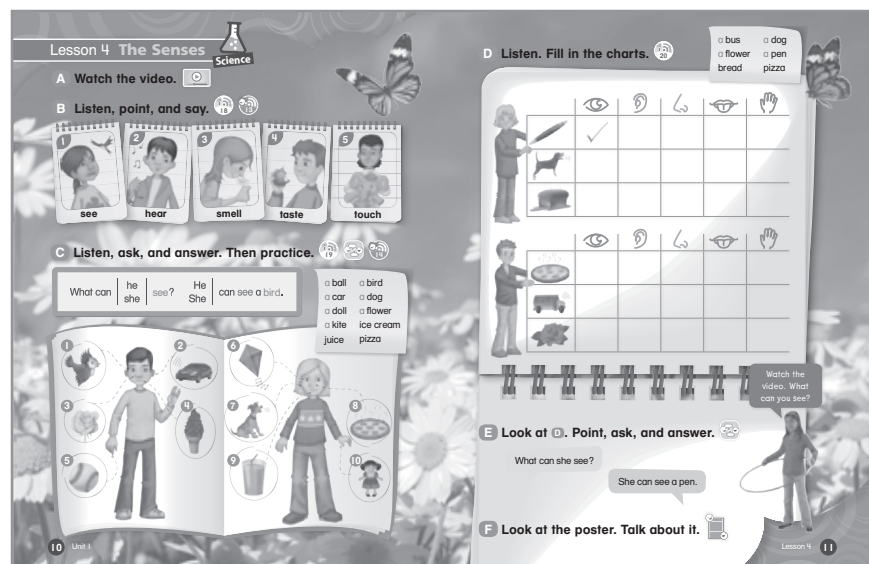 Lesson 4 The Senses
Science
A Watch the video.
B Listen, point, and say. 18 13
1
2
3
4
5
see
hear
smell
taste
touch
C Listen, ask, and answer. Then practice. 19 14
What can he she see? He She can see a bird.
a ball a bird
a car a dog
a doll a flower
a kite ice cream
juice pizza
1
2
3
4
5
6
7
8
9
10
10 Unit 1
D Listen. Fill in the charts. 20
a bus a dog
a flower a pen
bread pizza
Watch the
video. What
can you see?
E Look at D. Point, ask, and answer.
What can she see?
She can see a pen.
F Look at the poster. Talk about it.
Lesson 4 11